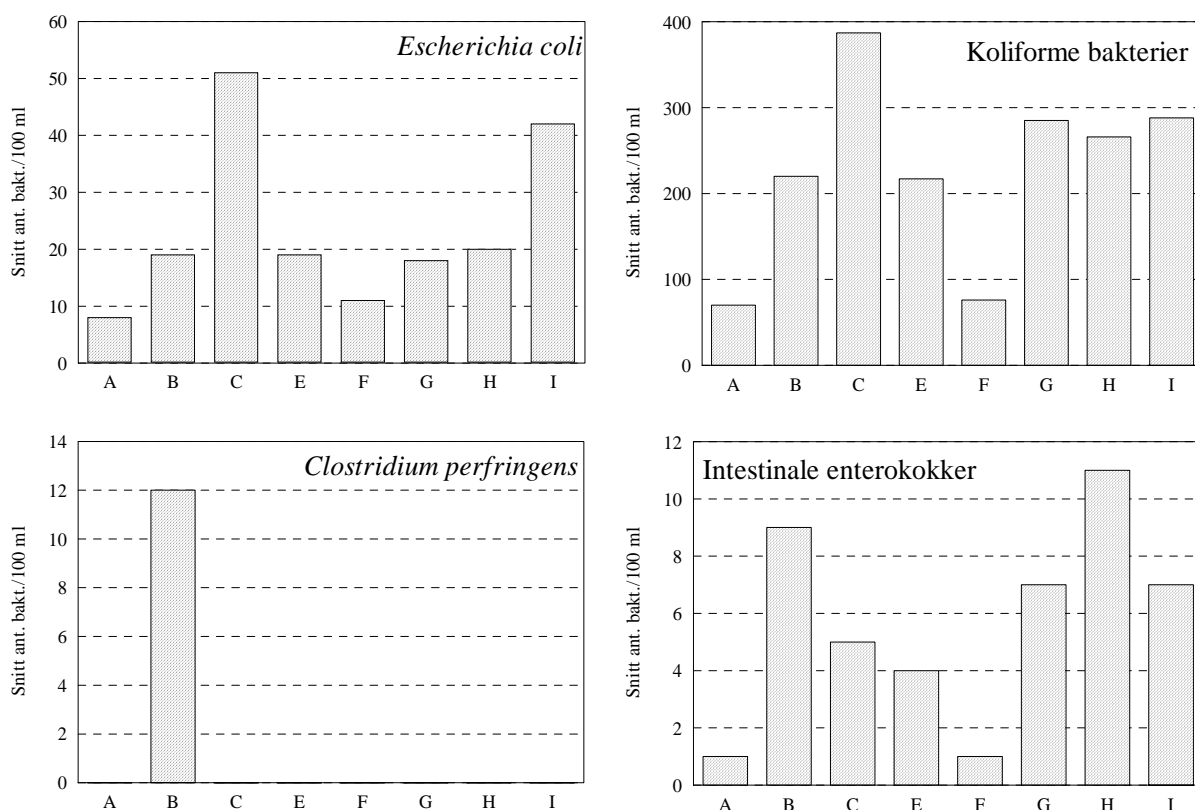 Escherichia coli
Snitt ant. bakt./100 ml
60
50
40
30
20
10
0
A B C E F G H I
Koliforme bakterier
Snitt ant. bakt./100 ml
400
300
200
100
0
A B C E F G H I
Clostridium perfringens
Snitt ant. bakt./100 ml
14
12
10
8
6
4
2
0
A B C E F G H I
Intestinale enterokokker
Snitt ant. bakt./100 ml
12
10
8
6
4
2
0
A B C E F G H I